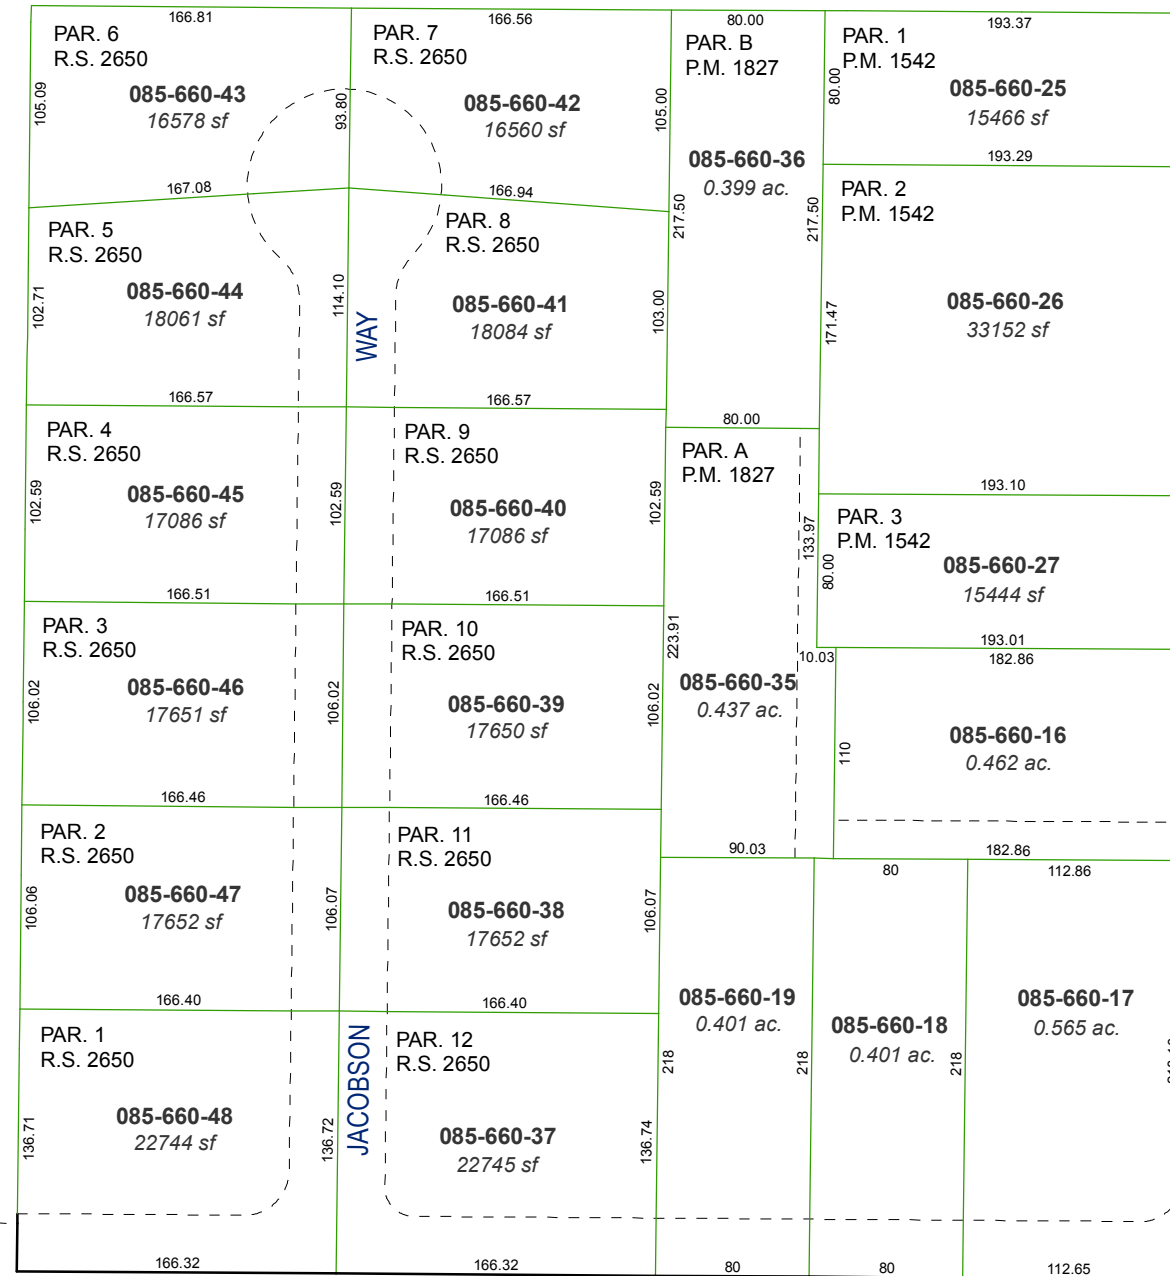 166.81
166.56
80.00
193.37
PAR. 6
R.S. 2650
085-660-43
16578 sf
105.09
93.80
167.08
PAR. 7
R.S. 2650
085-660-42
16560 sf
105.00
166.94
PAR. B
P.M. 1827
085-660-36
0.399 ac.
217.50
217.50
80.00
PAR. 1
P.M. 1542
085-660-25
15466 sf
80.00
193.29
PAR. 2
P.M. 1542
085-660-26
33152 sf
171.47
193.10
PAR. 5
R.S. 2650
085-660-44
18061 sf
102.71
114.10
166.57
WAY
PAR. 8
R.S. 2650
085-660-41
18084 sf
103.00
166.57
PAR. 4
R.S. 2650
085-660-45
17086 sf
102.59
102.59
166.51
PAR. 9
R.S. 2650
085-660-40
17086 sf
102.59
166.51
PAR. A
P.M. 1827
085-660-35
0.437 ac.
223.91
133.97
10.03
90.03
PAR. 3
P.M. 1542
085-660-27
15444 sf
80.00
193.01
182.86
085-660-16
0.462 ac.
110
182.86
PAR. 3
R.S. 2650
085-660-46
17651 sf
106.02
106.02
166.46
PAR. 10
R.S. 2650
085-660-39
17650 sf
106.02
166.46
PAR. 2
R.S. 2650
085-660-47
17652 sf
106.06
106.07
166.40
PAR. 11
R.S. 2650
085-660-38
17652 sf
106.07
166.40
80
112.86
085-660-19
0.401 ac.
218
218
085-660-18
0.401 ac.
218
085-660-17
0.565 ac.
PAR. 1
R.S. 2650
085-660-48
22744 sf
136.71
136.72
JACOBSON
PAR. 12
R.S. 2650
085-660-37
22745 sf
136.74
166.32
166.32
80
80
112.65